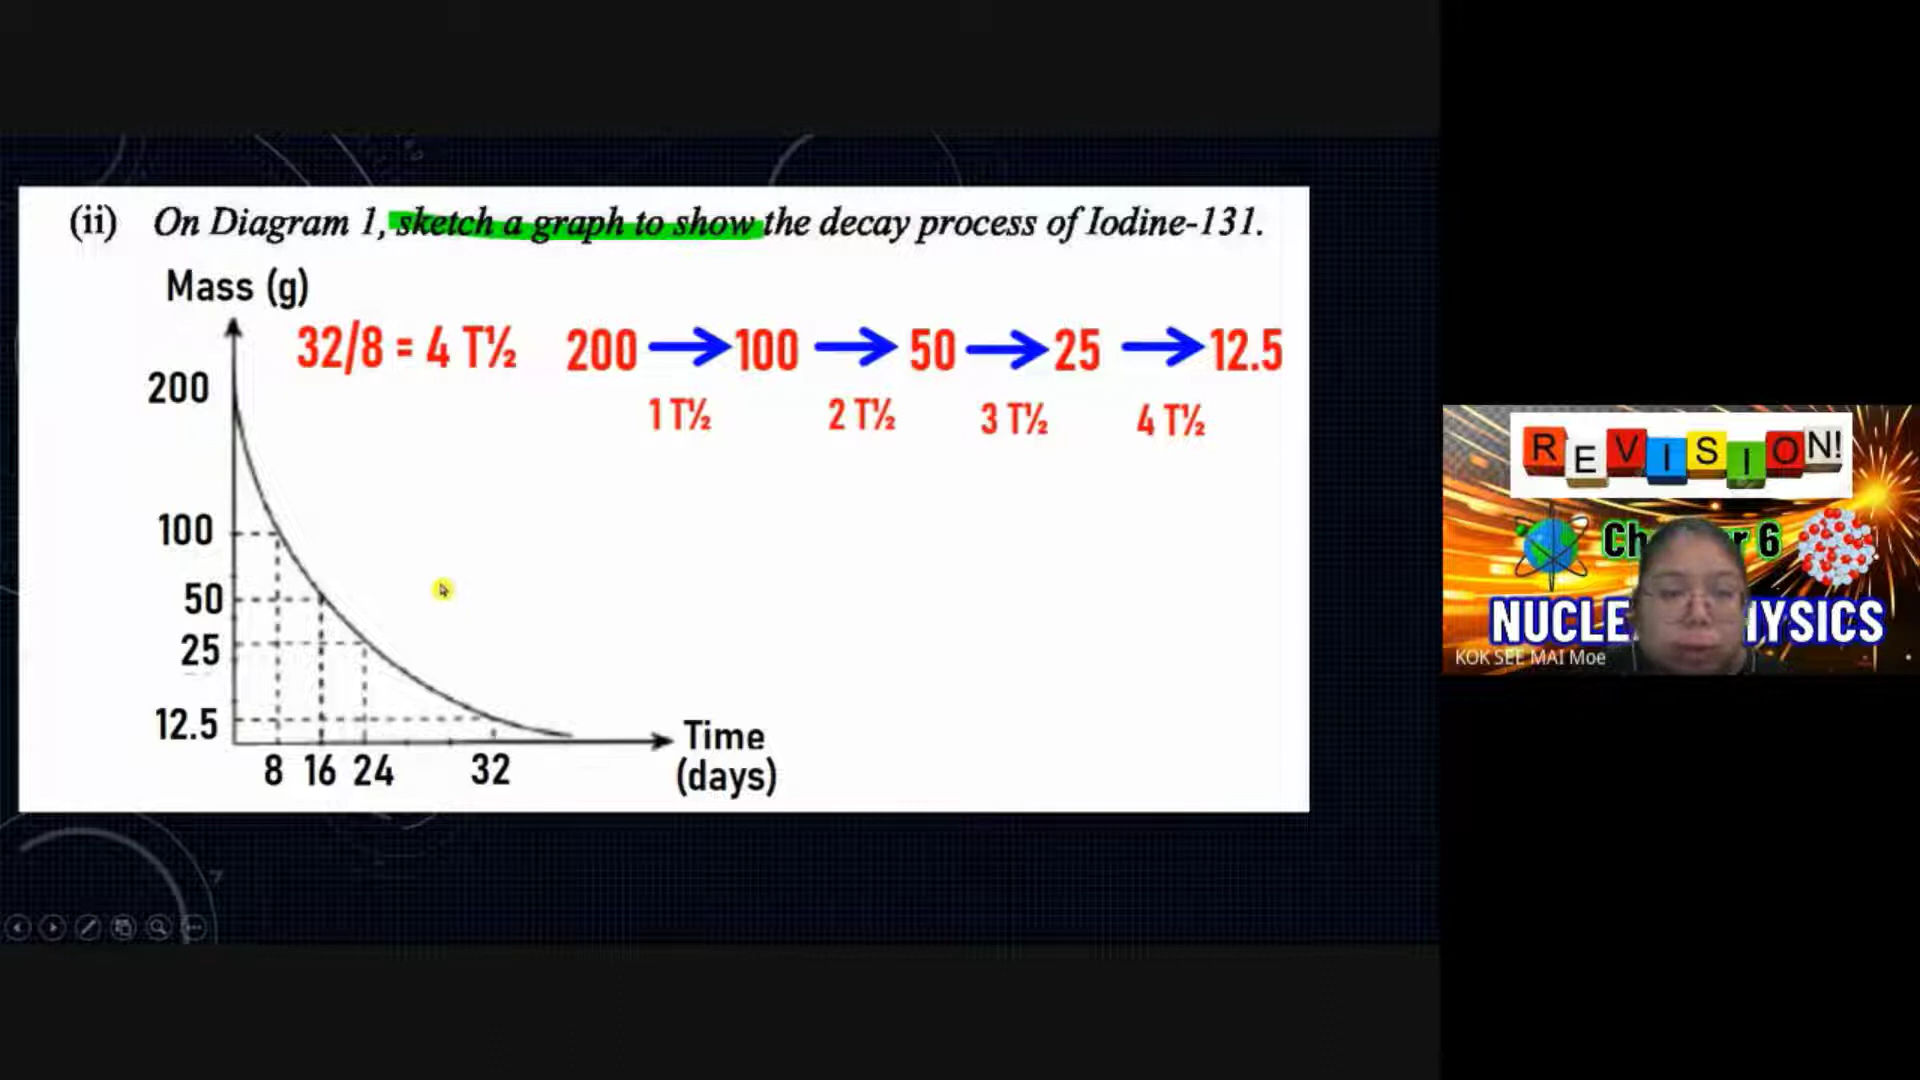 (ii) On Diagram 1, sketch a graph to show the decay process of Iodine-131.
Mass (g)
32/8 = 4 T½
200 100 50 25 12.5
1 T½ 2 T½ 3 T½ 4 T½
200
100
50
25
12.5
8 16 24 32
Time
(days)
REVISION!
Ch r 6
NUCLE HYSICS
KOK SEE MAI Moe